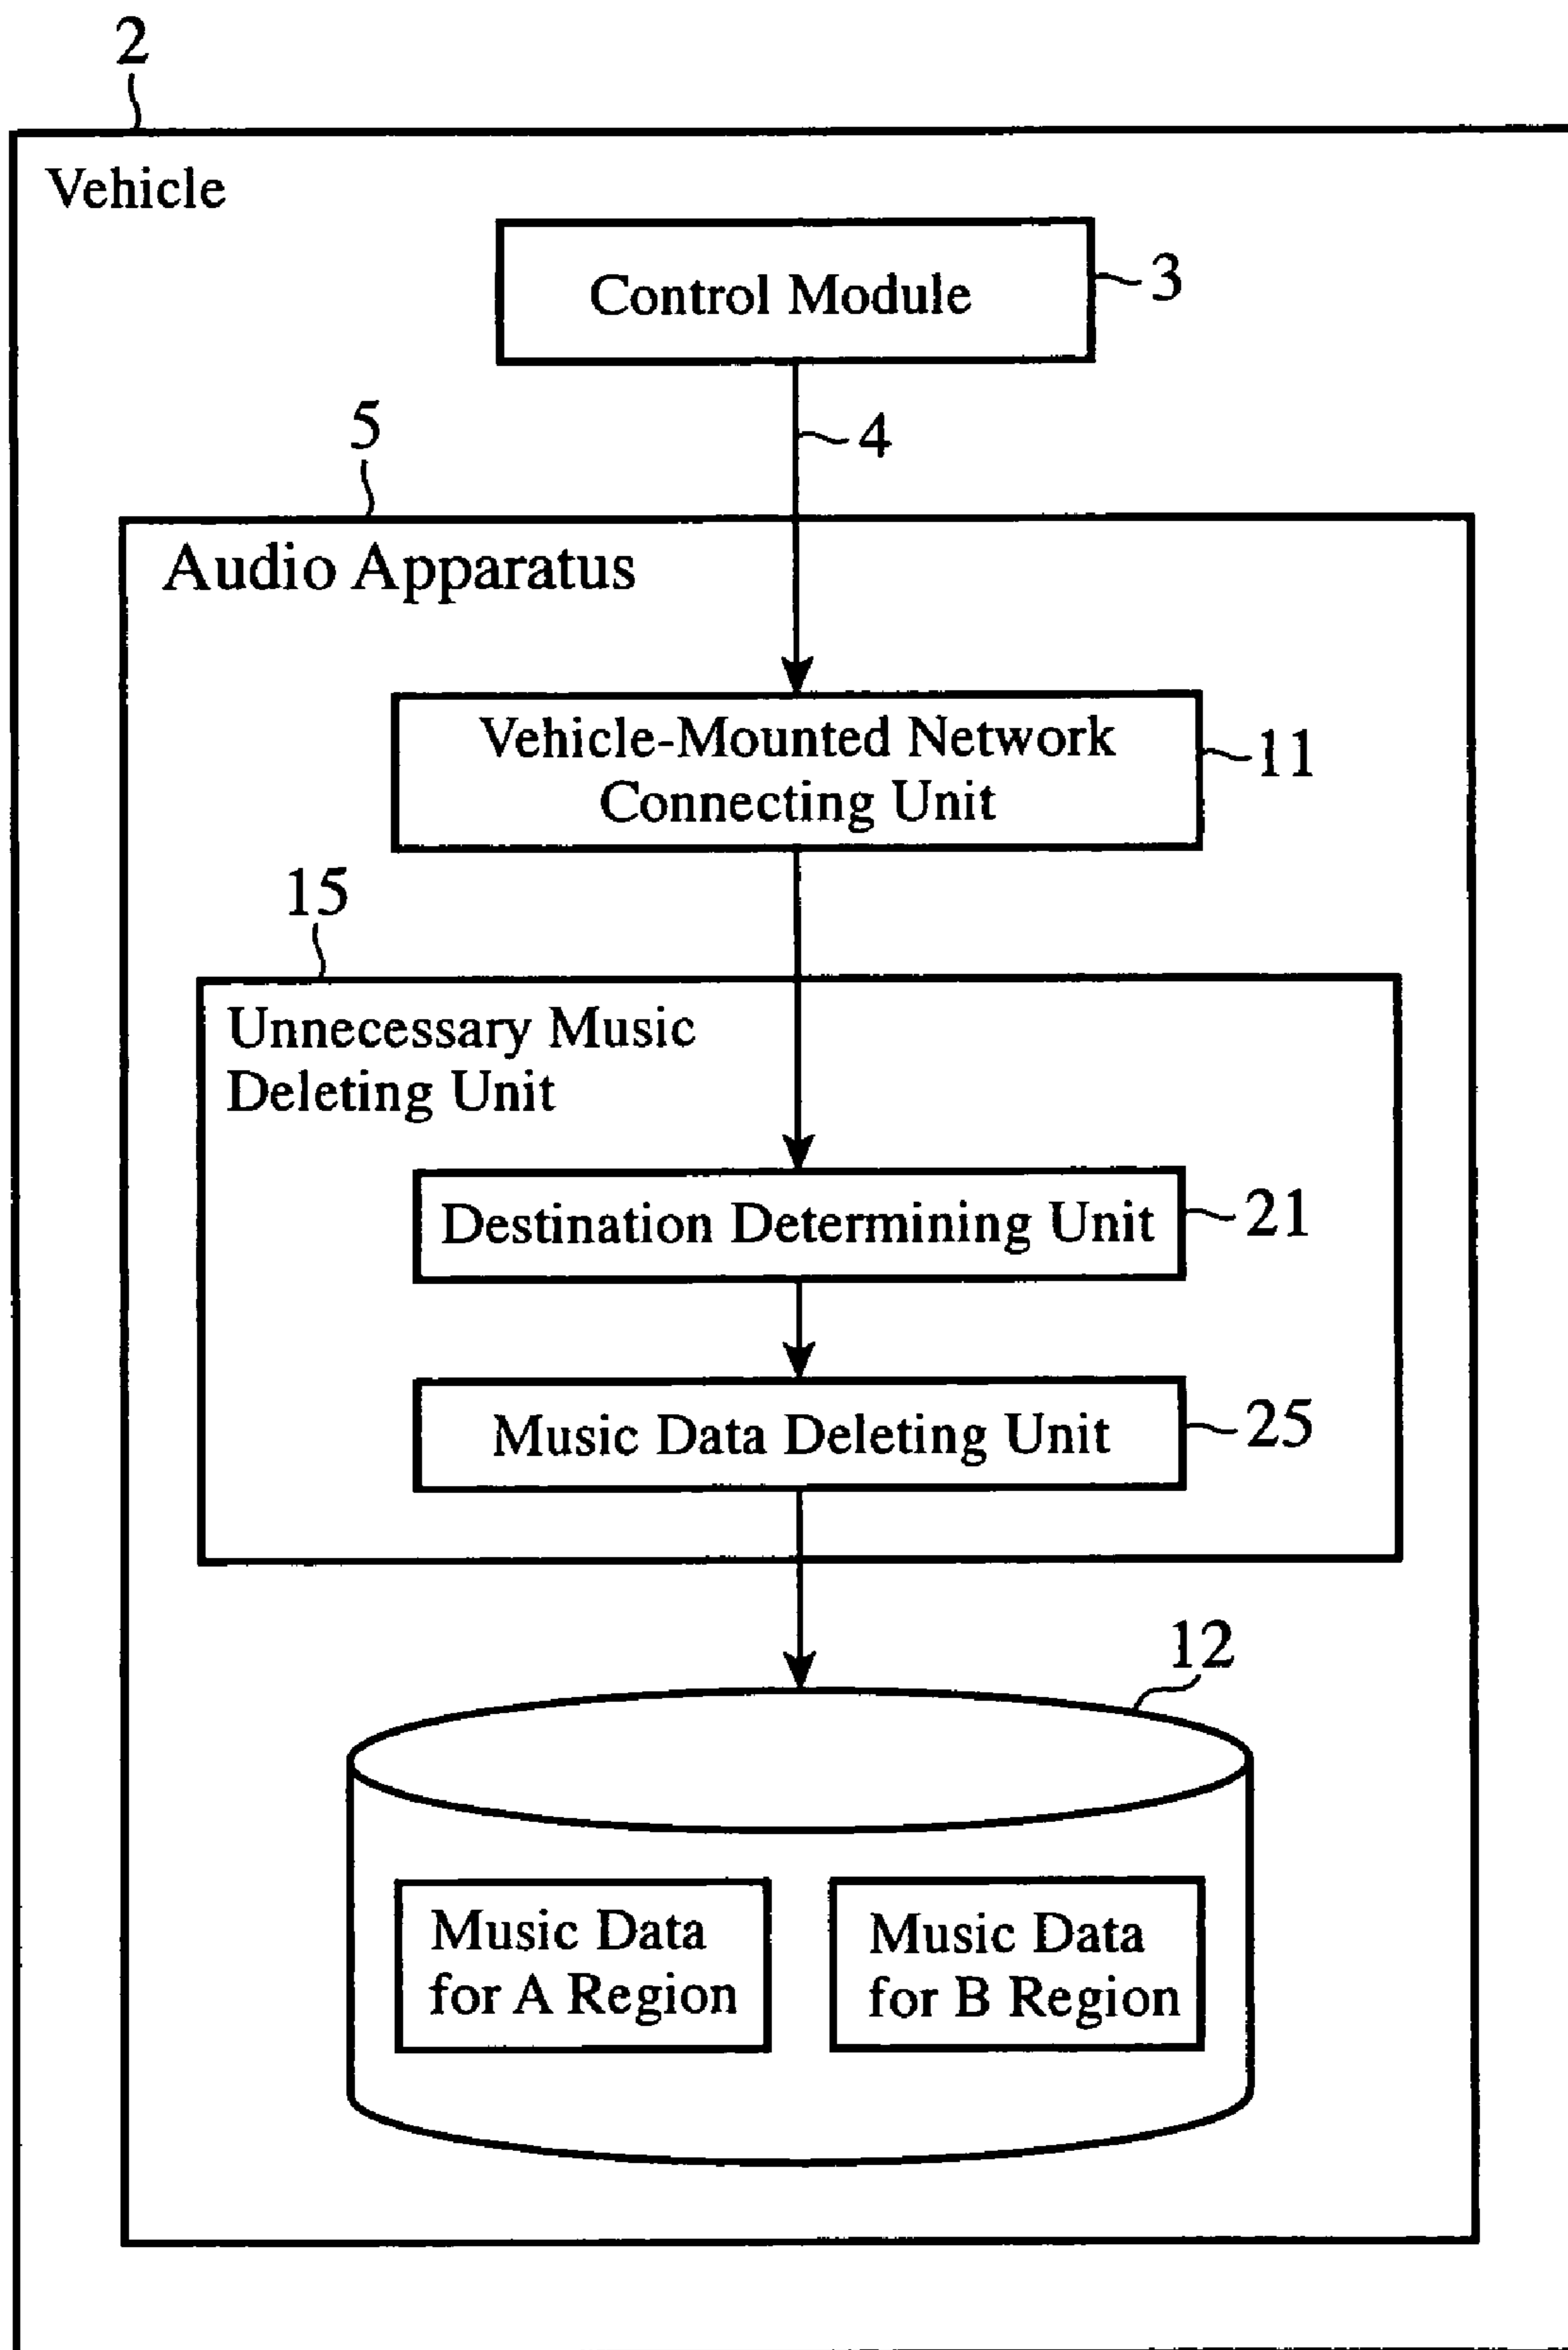 2
Vehicle
Control Module
3
4
5
Audio Apparatus
Vehicle-Mounted Network
Connecting Unit
11
15
Unnecessary Music
Deleting Unit
Destination Determining Unit
21
Music Data Deleting Unit
25
12
Music Data
for A Region
Music Data
for B Region